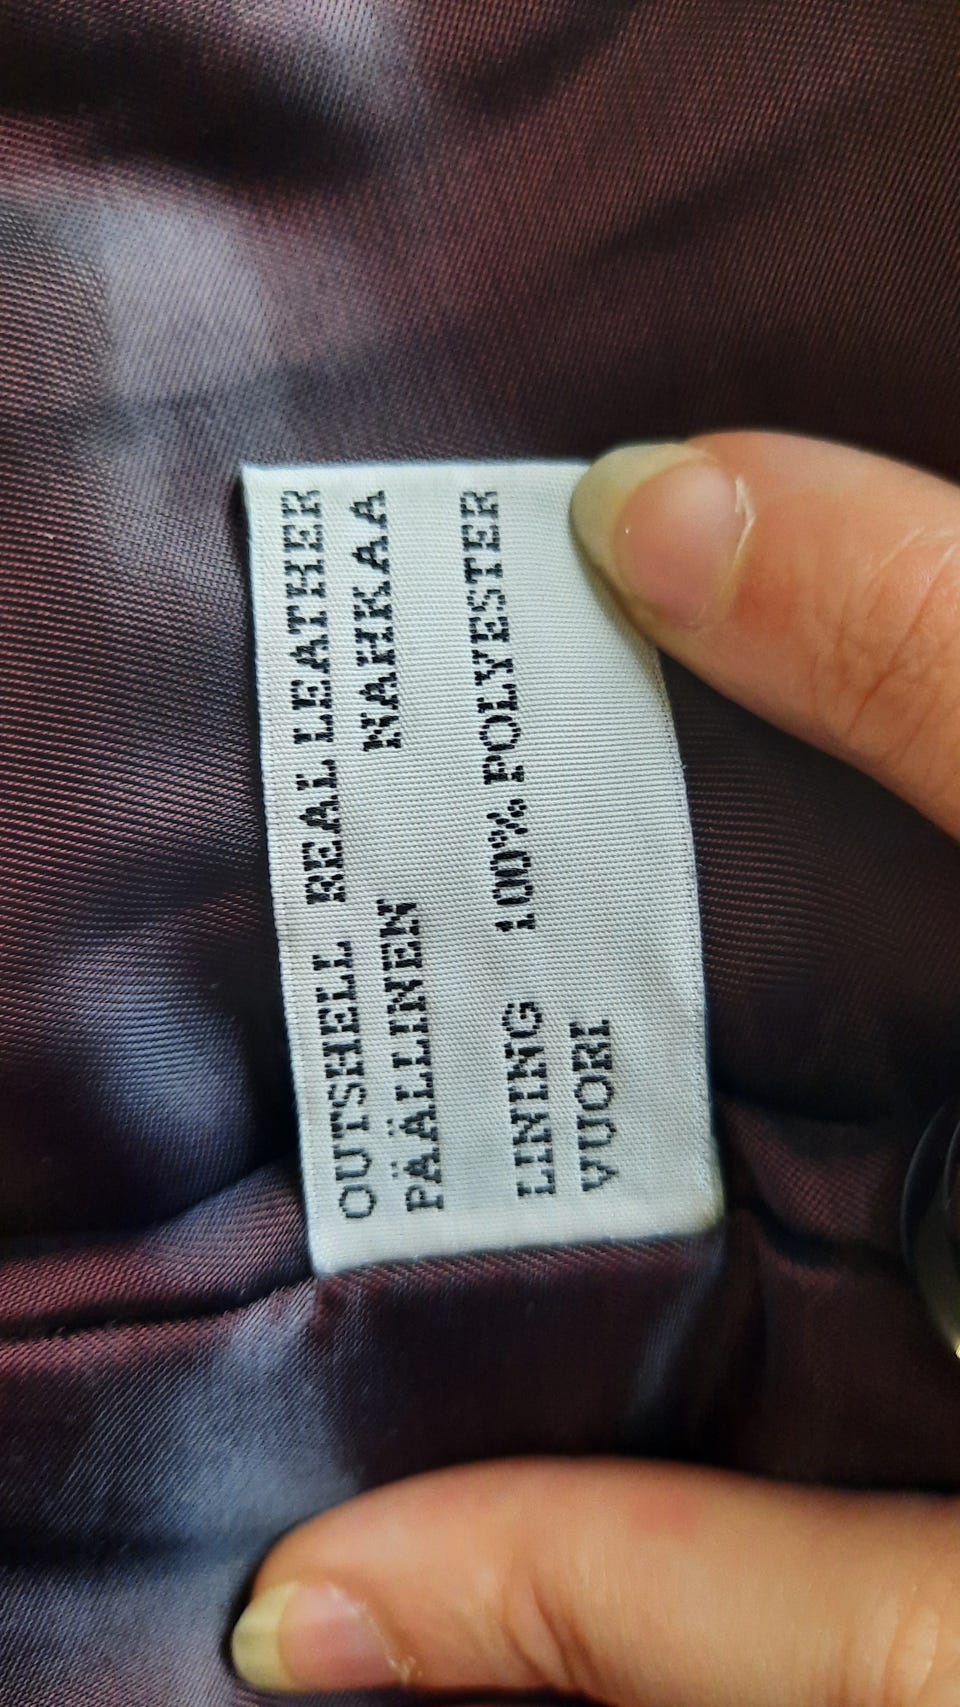 OUTSHELL REAL LEATHER
PÄÄLLINEN NAHKAA
LINING 100% POLYESTER
VUORI